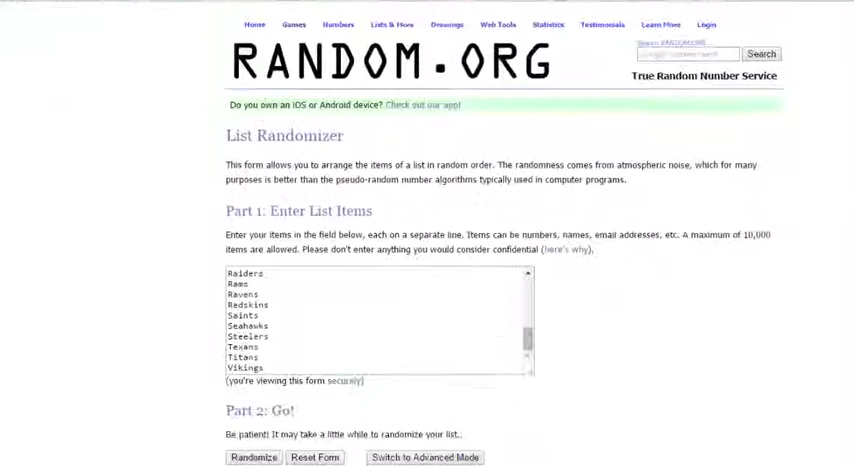 Home Games Numbers Lists & More Drawings Web Tools Statistics Testimonials Learn More Login
RANDOM.ORG
Search
True Random Number Service
Do you own an iOS or Android device? Check out our app!
List Randomizer
This form allows you to arrange the items of a list in random order. The randomness comes from atmospheric noise, which for many
purposes is better than the pseudo-random number algorithms typically used in computer programs.
Part 1: Enter List Items
Enter your items in the field below, each on a separate line. Items can be numbers, names, email addresses, etc. A maximum of 10,000
items are allowed. Please don't enter anything you would consider confidential (here's why).
Raiders
Rams
Ravens
Redskins
Saints
Seahawks
Steelers
Texans
Titans
Vikings
(you're viewing this form securely)
Part 2: Go!
Be patient! It may take a little while to randomize your list.
Randomize Reset Form Switch to Advanced Mode